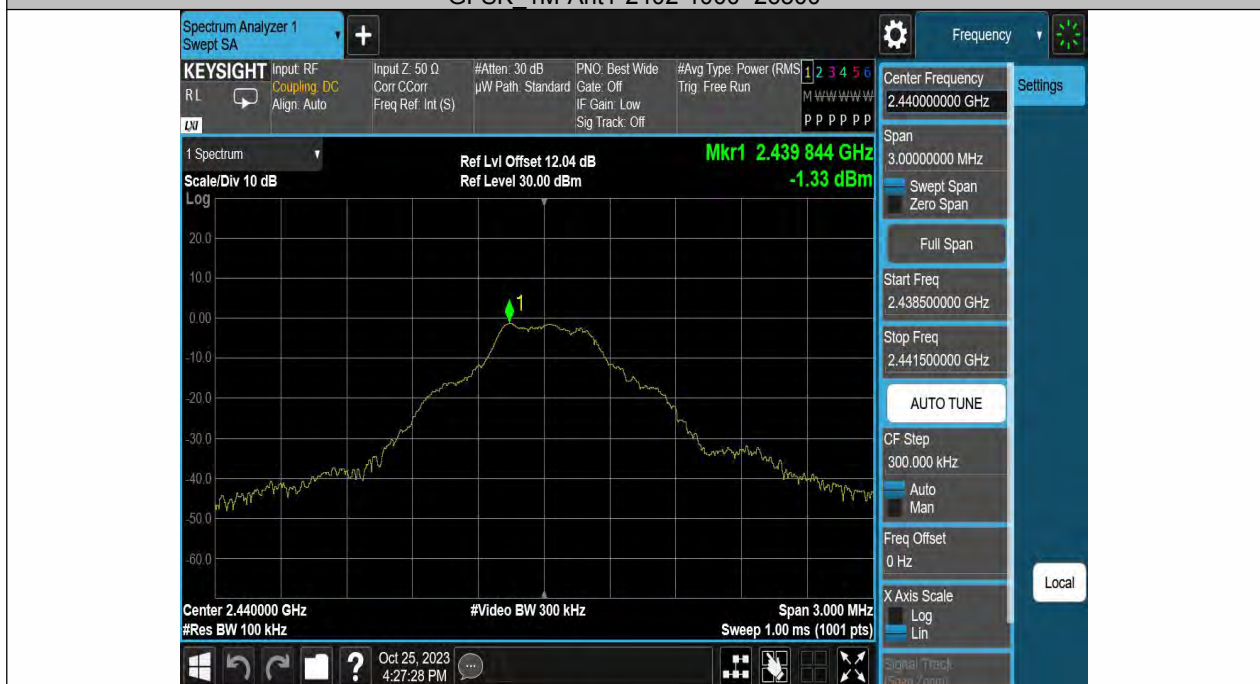 Spectrum Analyzer 1
Swept SA
+
Frequency
KEYSIGHT
RL
LXI
Input: RF
Coupling: DC
Align: Auto
Input Z: 50 Ω
Corr CCorr
Freq Ref: Int (S)
#Atten: 30 dB
µW Path: Standard
PNO: Best Wide
Gate: Off
IF Gain: Low
Sig Track: Off
#Avg Type: Power (RMS
Trig: Free Run
1 2 3 4 5 6
M W W W W W
P P P P P P
Center Frequency
2.440000000 GHz
Settings
1 Spectrum
Scale/Div 10 dB
Ref Lvl Offset 12.04 dB
Ref Level 30.00 dBm
Mkr1 2.439 844 GHz
-1.33 dBm
Log
20.0
10.0
0.00
-10.0
-20.0
-30.0
-40.0
-50.0
-60.0
1
Span
3.00000000 MHz
Swept Span
Zero Span
Full Span
Start Freq
2.438500000 GHz
Stop Freq
2.441500000 GHz
AUTO TUNE
CF Step
300.000 kHz
Auto
Man
Freq Offset
0 Hz
X Axis Scale
Log
Lin
Signal Track
Local
Center 2.440000 GHz
#Res BW 100 kHz
#Video BW 300 kHz
Span 3.000 MHz
Sweep 1.00 ms (1001 pts)
?
Oct 25, 2023
4:27:28 PM